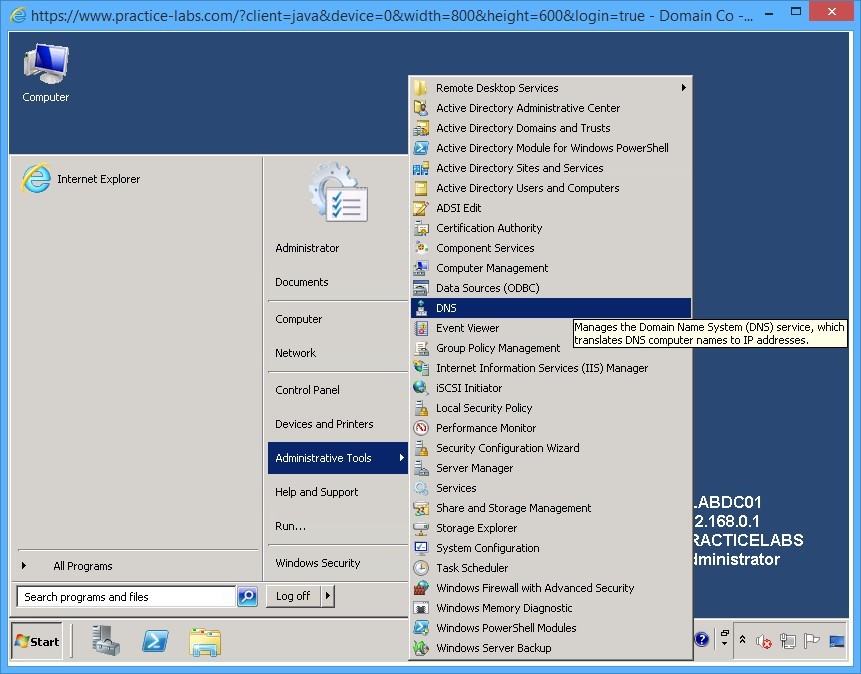 https://www.practice-labs.com/?client=java&device=0&width=800&height=600&login=true - Domain Co -...
Computer
Internet Explorer
All Programs
Search programs and files
Administrator
Documents
Computer
Network
Control Panel
Devices and Printers
Administrative Tools
Help and Support
Run...
Windows Security
Log off
Remote Desktop Services
Active Directory Administrative Center
Active Directory Domains and Trusts
Active Directory Module for Windows PowerShell
Active Directory Sites and Services
Active Directory Users and Computers
ADSI Edit
Certification Authority
Component Services
Computer Management
Data Sources (ODBC)
DNS
Event Viewer
Manages the Domain Name System (DNS) service, which
translates DNS computer names to IP addresses.
Group Policy Management
Internet Information Services (IIS) Manager
iSCSI Initiator
Local Security Policy
Performance Monitor
Security Configuration Wizard
Server Manager
Services
Share and Storage Management
Storage Explorer
System Configuration
Task Scheduler
Windows Firewall with Advanced Security
Windows Memory Diagnostic
Windows PowerShell Modules
Windows Server Backup
LABDC01
2.168.0.1
RACTICELABS
dministrator
Start